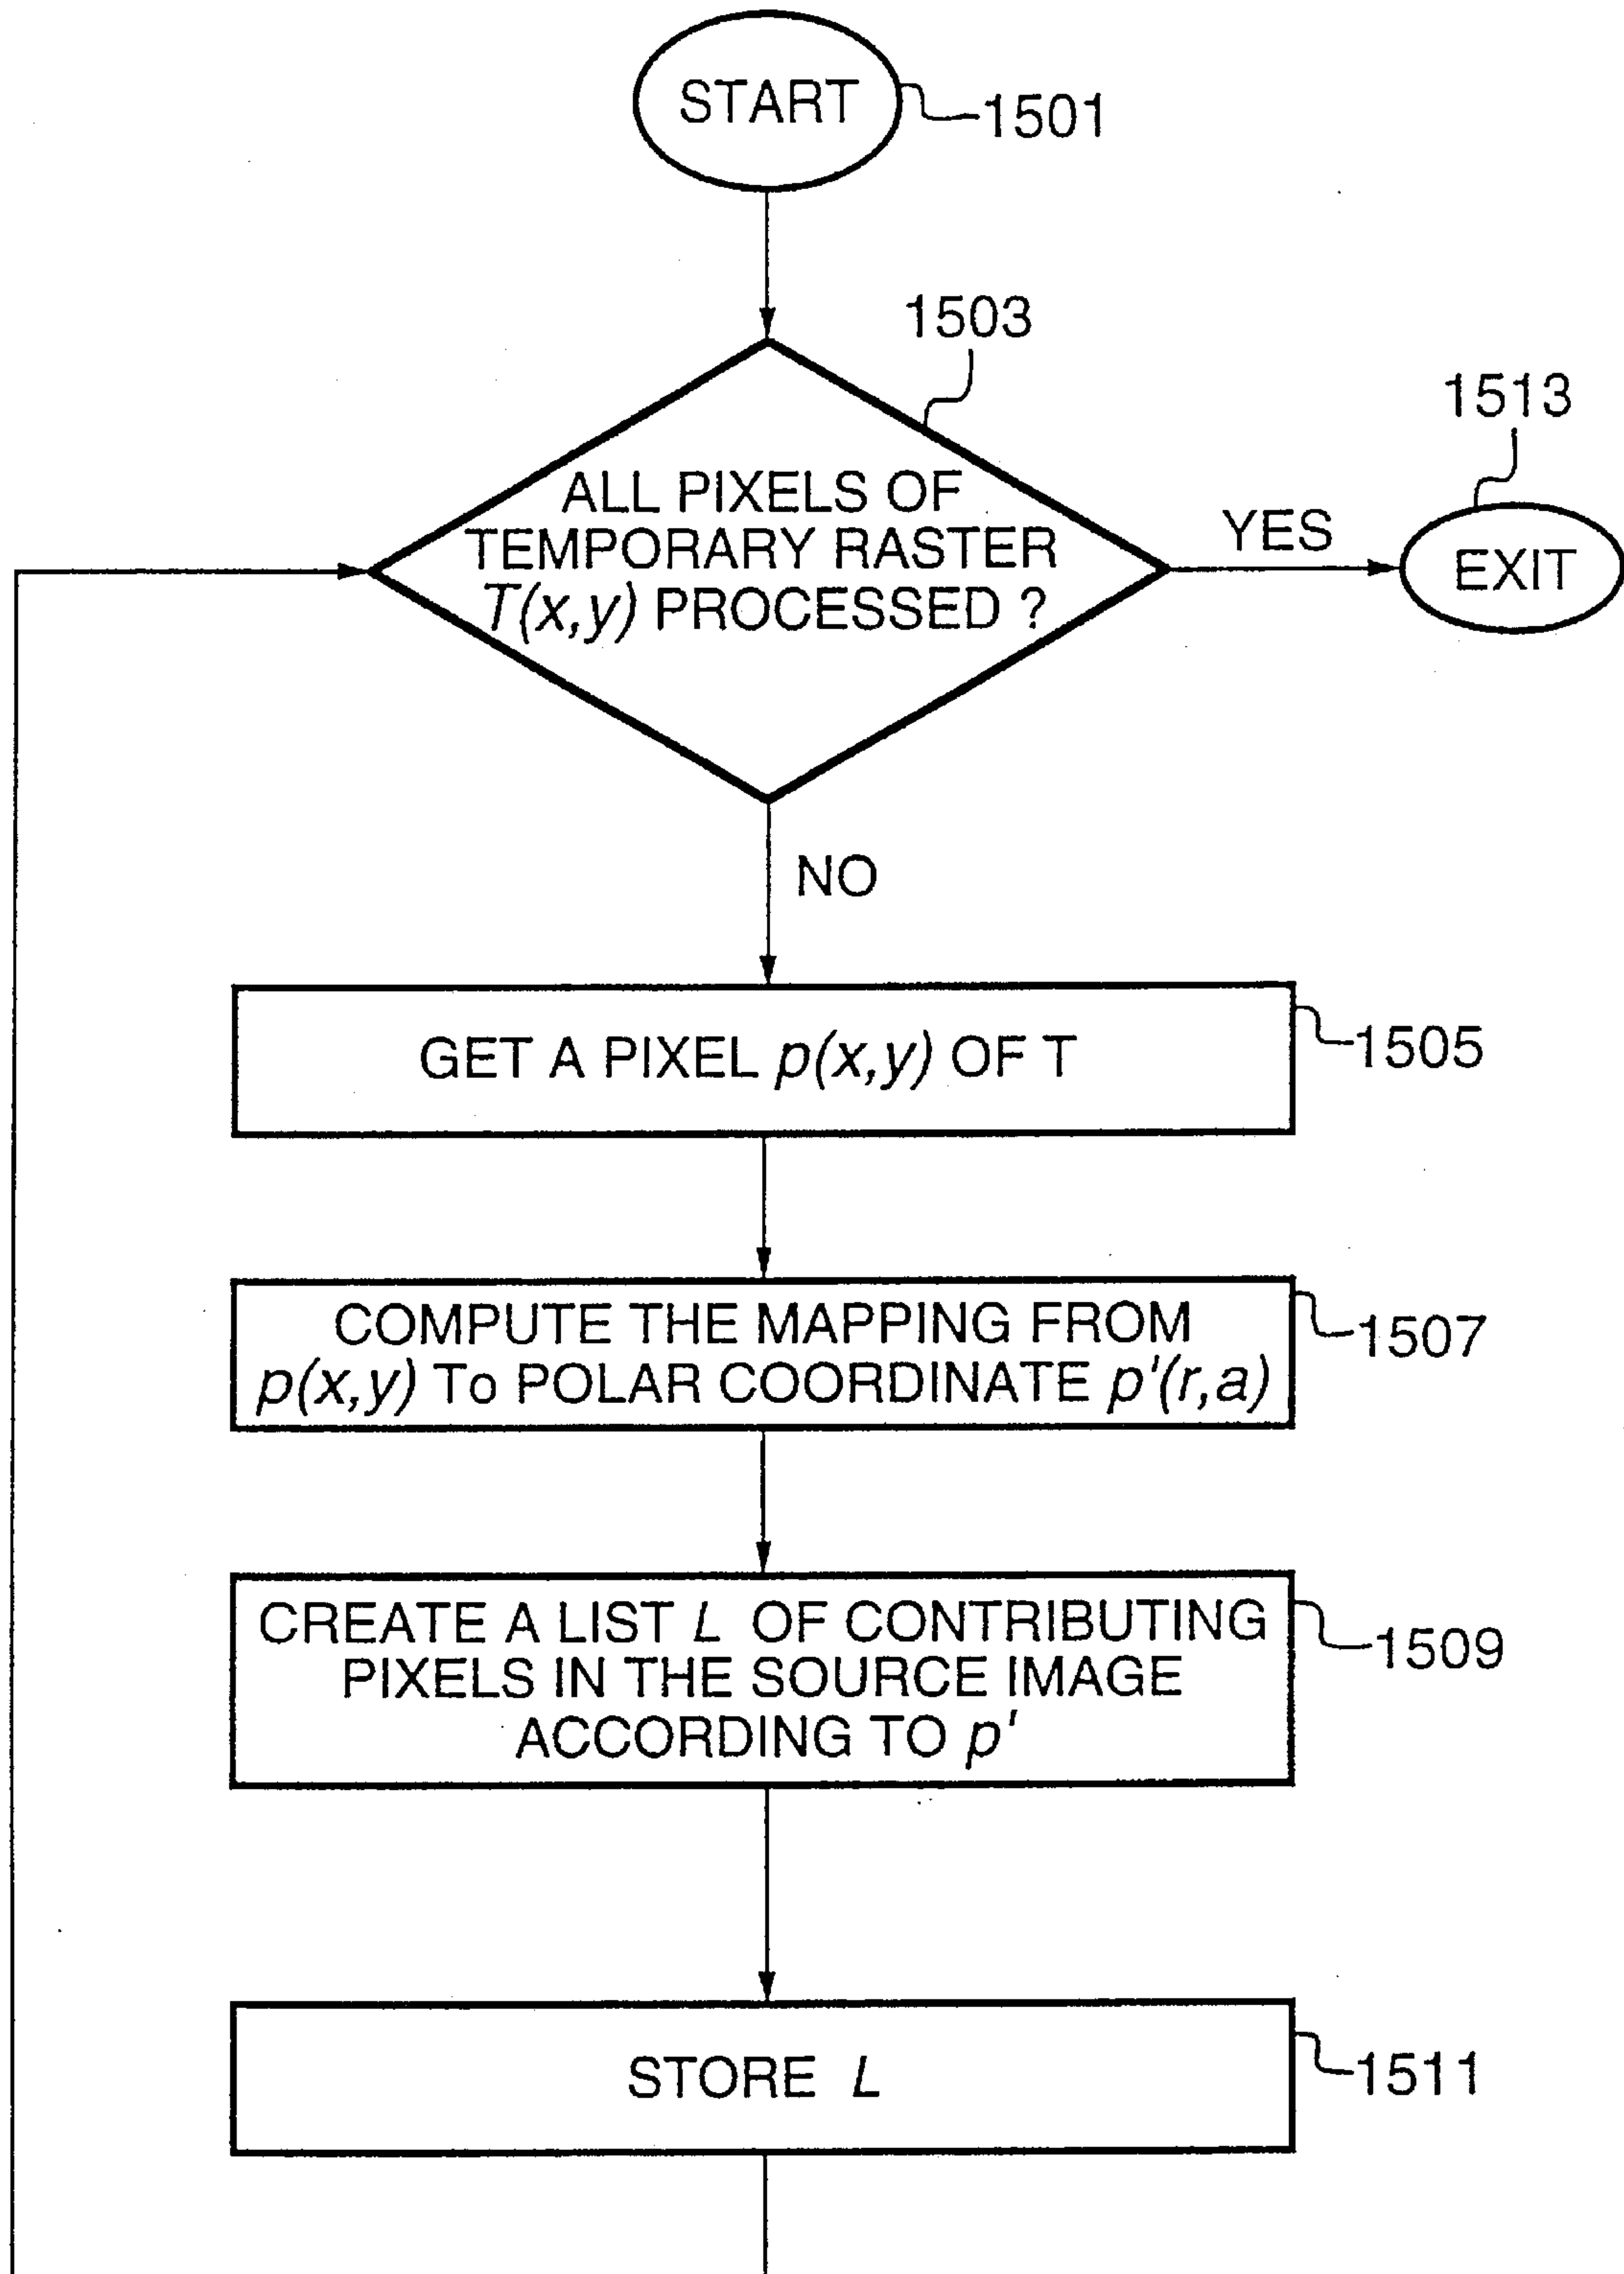 START
1501
1503
1513
ALL PIXELS OF
TEMPORARY RASTER
T(x,y) PROCESSED ?
YES
EXIT
NO
GET A PIXEL p(x,y) OF T
1505
COMPUTE THE MAPPING FROM
p(x,y) To POLAR COORDINATE p'(r,a)
1507
CREATE A LIST L OF CONTRIBUTING
PIXELS IN THE SOURCE IMAGE
ACCORDING TO p'
1509
STORE L
1511